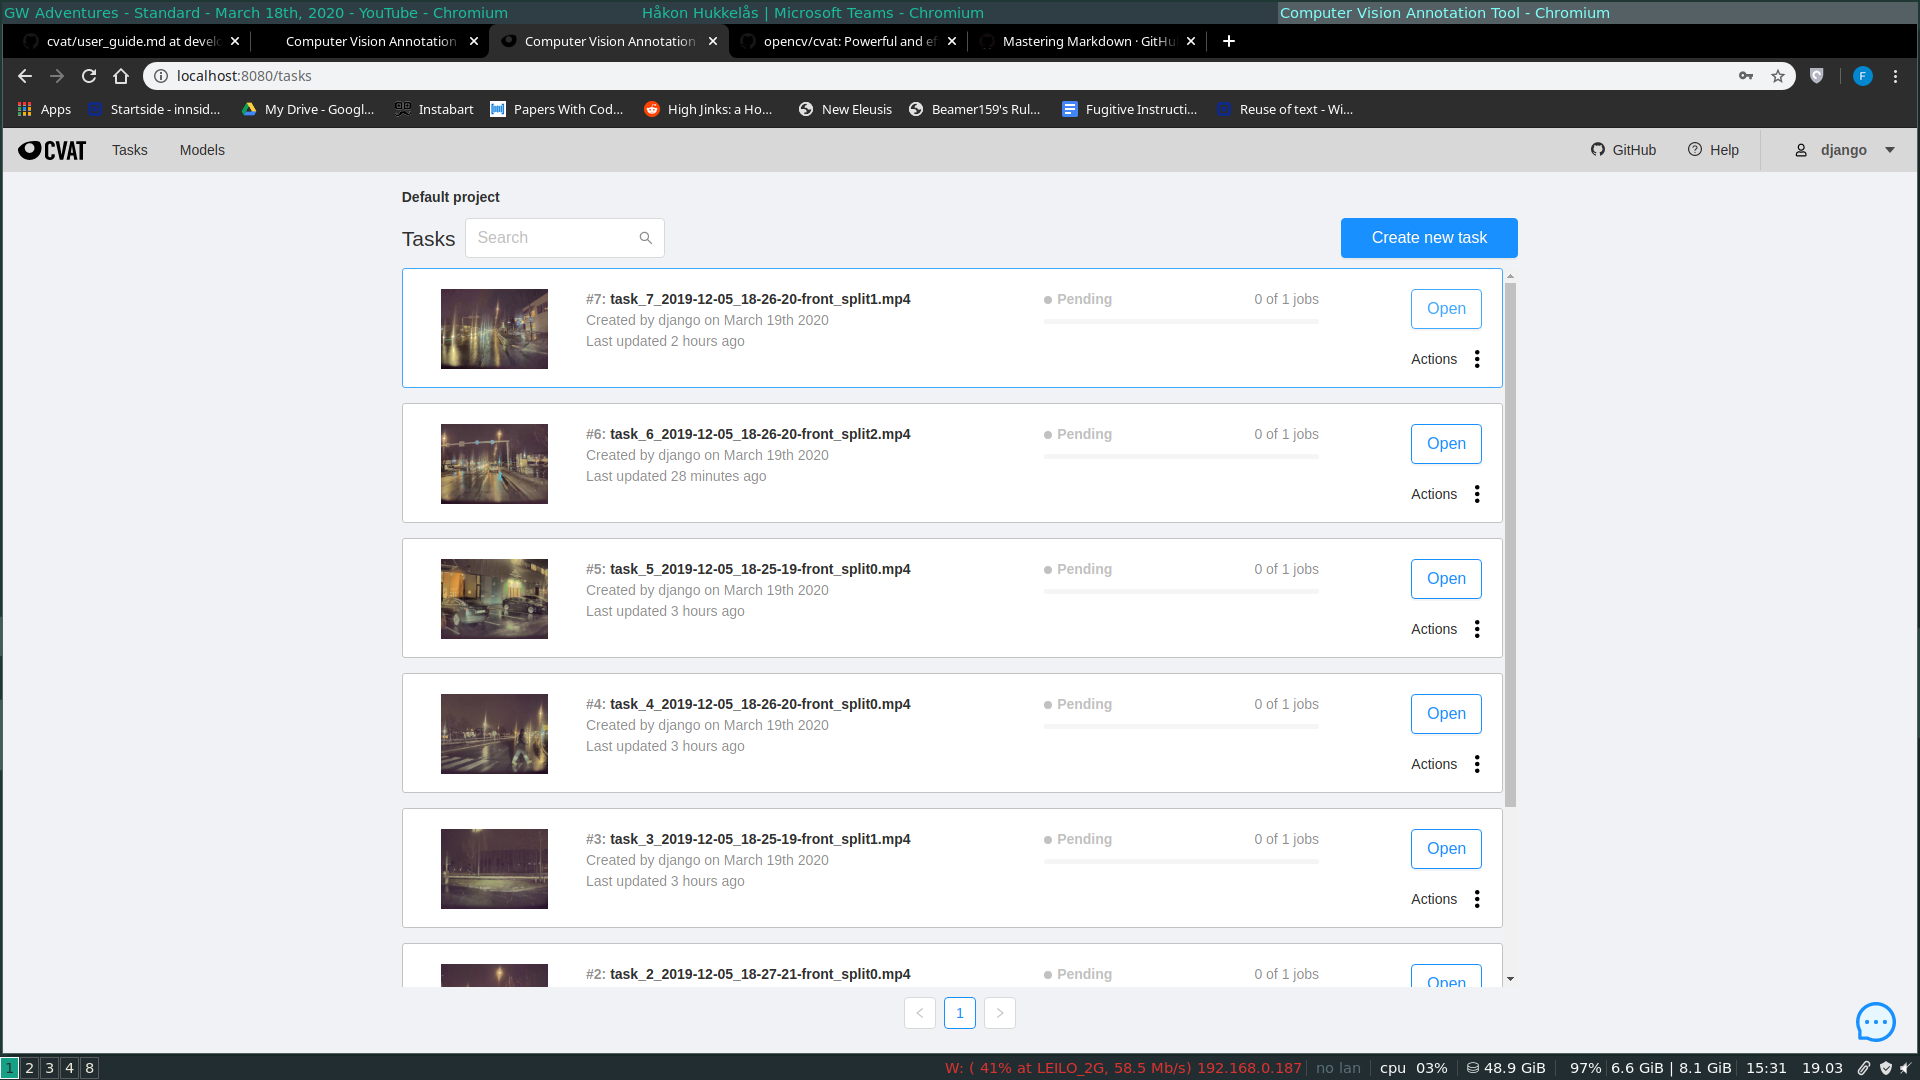 GW Adventures - Standard - March 18th, 2020 - YouTube - Chromium
Håkon Hukkelås | Microsoft Teams - Chromium
Computer Vision Annotation Tool - Chromium
cvat/user_guide.md at develo
Computer Vision Annotation
Computer Vision Annotation
opencv/cvat: Powerful and ef
Mastering Markdown · GitHu
localhost:8080/tasks
F
Apps
Startside - innsid...
My Drive - Googl...
Instabart
Papers With Cod...
High Jinks: a Ho...
New Eleusis
Beamer159's Rul...
Fugitive Instructi...
Reuse of text - Wi...
CVAT
Tasks
Models
GitHub
Help
django
Default project
Tasks
Search
Create new task
#7: task_7_2019-12-05_18-26-20-front_split1.mp4
Created by django on March 19th 2020
Last updated 2 hours ago
Pending
0 of 1 jobs
Open
Actions
#6: task_6_2019-12-05_18-26-20-front_split2.mp4
Created by django on March 19th 2020
Last updated 28 minutes ago
Pending
0 of 1 jobs
Open
Actions
#5: task_5_2019-12-05_18-25-19-front_split0.mp4
Created by django on March 19th 2020
Last updated 3 hours ago
Pending
0 of 1 jobs
Open
Actions
#4: task_4_2019-12-05_18-26-20-front_split0.mp4
Created by django on March 19th 2020
Last updated 3 hours ago
Pending
0 of 1 jobs
Open
Actions
#3: task_3_2019-12-05_18-25-19-front_split1.mp4
Created by django on March 19th 2020
Last updated 3 hours ago
Pending
0 of 1 jobs
Open
Actions
#2: task_2_2019-12-05_18-27-21-front_split0.mp4
Pending
0 of 1 jobs
Open
< 1 >
1 2 3 4 8
W: ( 41% at LEILO_2G, 58.5 Mb/s) 192.168.0.187
no lan
cpu 03%
48.9 GiB
97% 6.6 GiB | 8.1 GiB
15:31 19.03